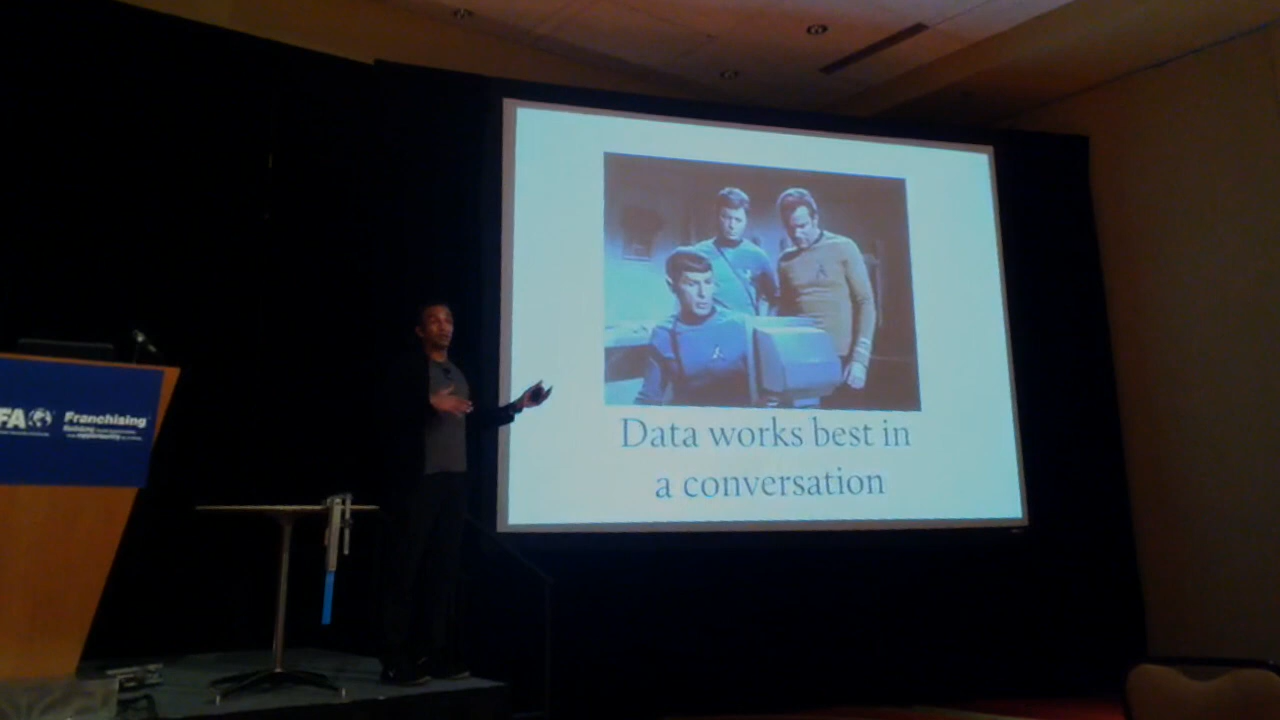 FA
Franchising
Data works best in
a conversation